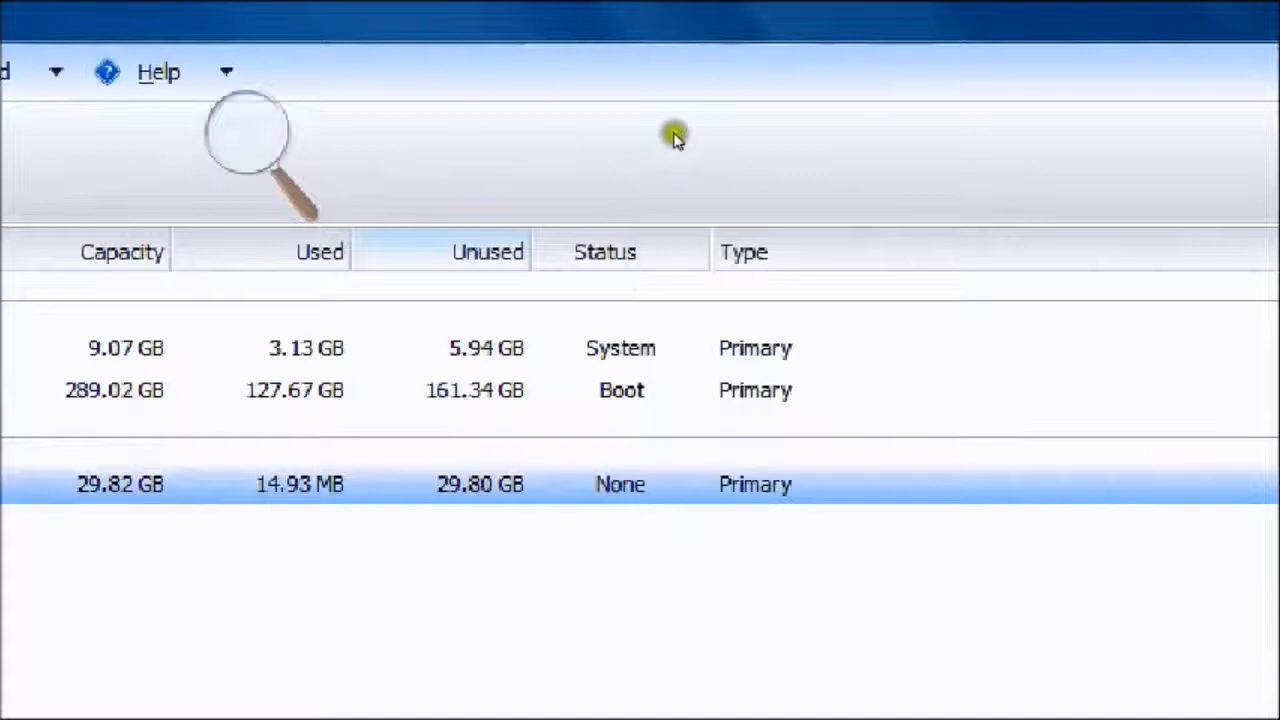 d Help
Capacity Used Unused Status Type
9.07 GB 3.13 GB 5.94 GB System Primary
289.02 GB 127.67 GB 161.34 GB Boot Primary
29.82 GB 14.93 MB 29.80 GB None Primary